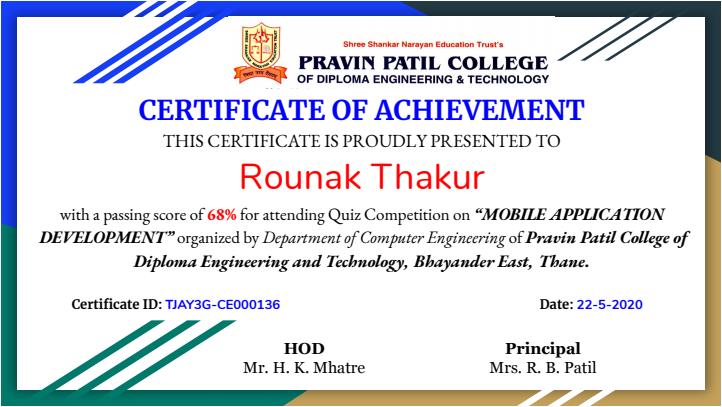 Shree Shankar Narayan Education Trust's
PRAVIN PATIL COLLEGE
OF DIPLOMA ENGINEERING & TECHNOLOGY
CERTIFICATE OF ACHIEVEMENT
THIS CERTIFICATE IS PROUDLY PRESENTED TO
Rounak Thakur
with a passing score of 68% for attending Quiz Competition on “MOBILE APPLICATION
DEVELOPMENT” organized by Department of Computer Engineering of Pravin Patil College of
Diploma Engineering and Technology, Bhayander East, Thane.
Certificate ID: TJAY3G-CE000136 Date: 22-5-2020
HOD Principal
Mr. H. K. Mhatre Mrs. R. B. Patil